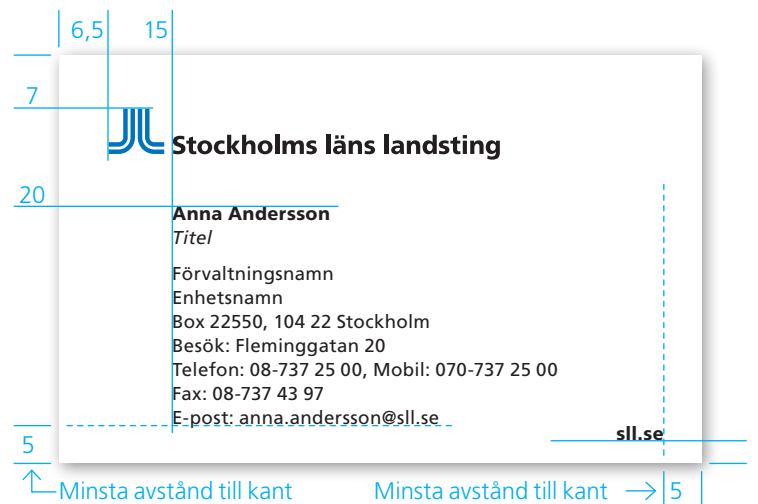 6,5 15
7
Stockholms läns landsting
20
Anna Andersson
Titel
Förvaltningsnamn
Enhetsnamn
Box 22550, 104 22 Stockholm
Besök: Fleminggatan 20
Telefon: 08-737 25 00, Mobil: 070-737 25 00
Fax: 08-737 43 97
E-post: anna.andersson@sll.se
sll.se
5
Minsta avstånd till kant Minsta avstånd till kant 5